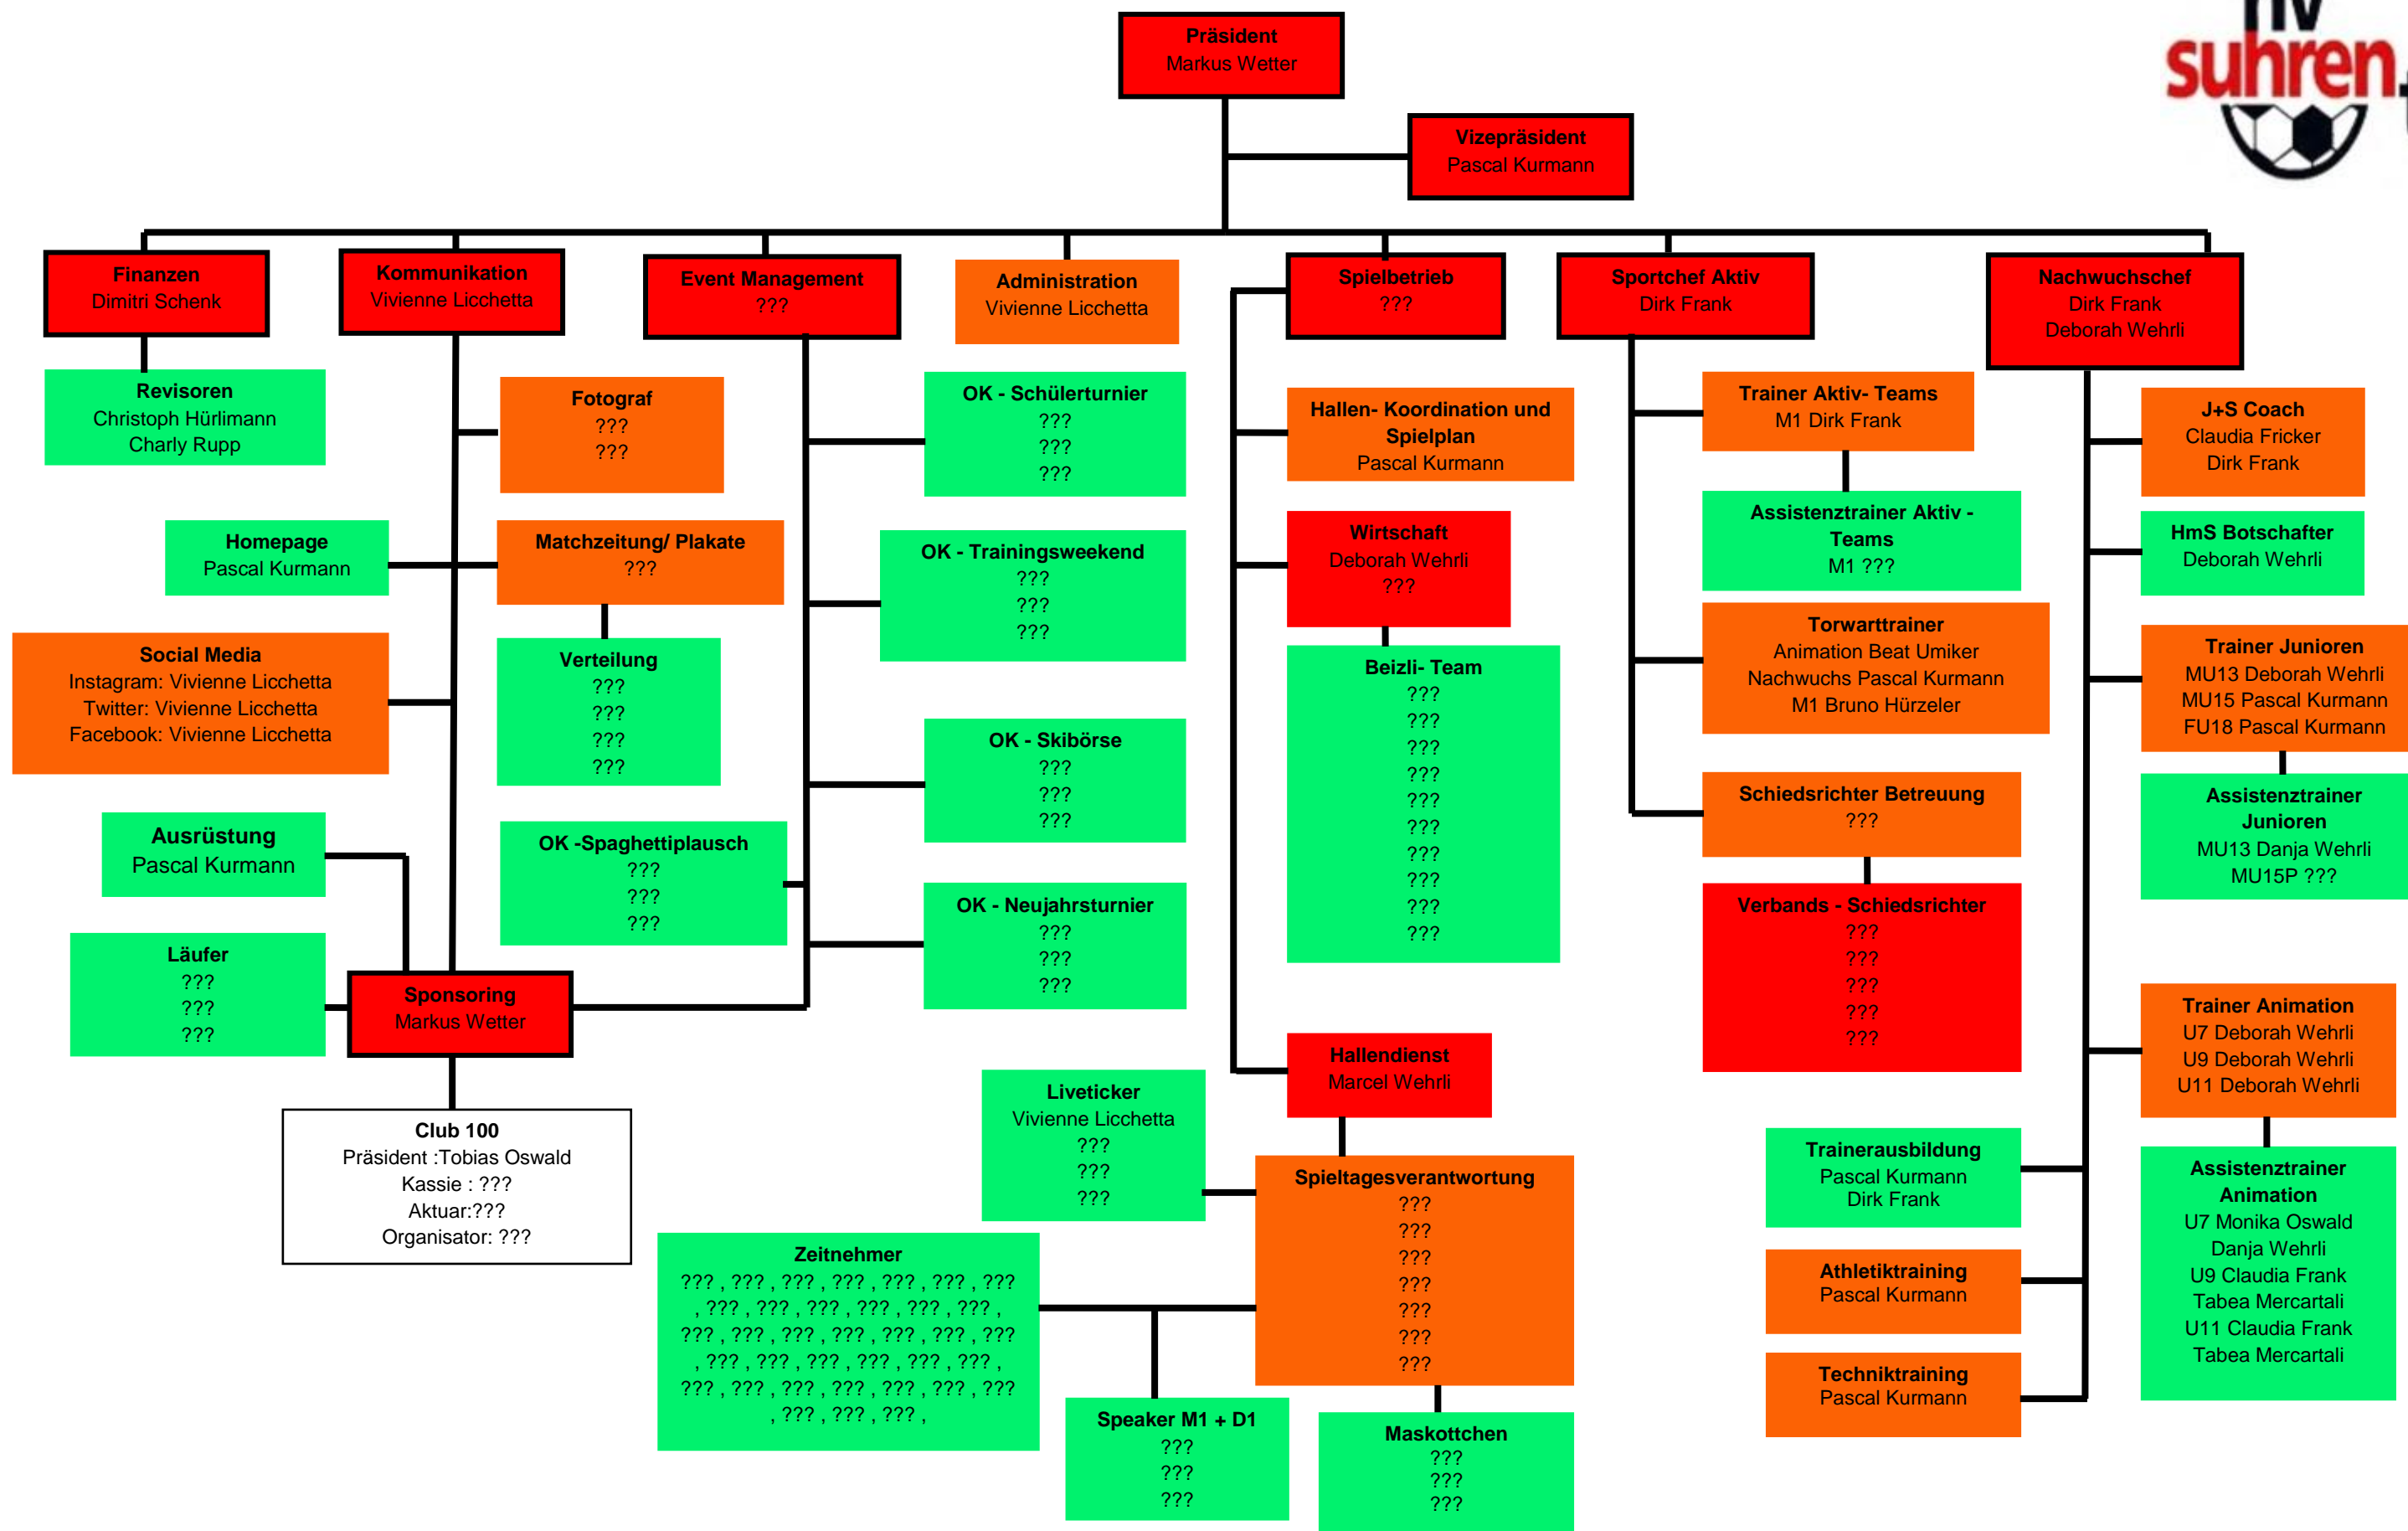 Präsident
Markus Wetter
suhren
Vizepräsident
Pascal Kurmann
Finanzen
Dimitri Schenk
Kommunikation
Vivienne Licchetta
Event Management
???
Administration
Vivienne Licchetta
Spielbetrieb
???
Sportchef Aktiv
Dirk Frank
Nachwuchschef
Dirk Frank
Deborah Wehrli
Revisoren
Christoph Hürlimann
Charly Rupp
Fotograf
???
???
Homepage
Pascal Kurmann
Matchzeitung/ Plakate
???
Social Media
Instagram: Vivienne Licchetta
Twitter: Vivienne Licchetta
Facebook: Vivienne Licchetta
Verteilung
???
???
???
???
Ausrüstung
Pascal Kurmann
Läufer
???
???
???
Sponsoring
Markus Wetter
Club 100
Präsident :Tobias Oswald
Kassie : ???
Aktuar:???
Organisator: ???
OK - Schülerturnier
???
???
???
OK - Trainingsweekend
???
???
???
OK - Skibörse
???
???
???
OK -Spaghettiplausch
???
???
???
OK - Neujahrsturnier
???
???
???
Hallen- Koordination und
Spielplan
Pascal Kurmann
Wirtschaft
Deborah Wehrli
???
Beizli- Team
???
???
???
???
???
???
???
???
???
???
Hallendienst
Marcel Wehrli
Liveticker
Vivienne Licchetta
???
???
???
Spieltagesverantwortung
???
???
???
???
???
???
???
Zeitnehmer
??? , ??? , ??? , ??? , ??? , ??? , ???
, ??? , ??? , ??? , ??? , ??? , ??? ,
??? , ??? , ??? , ??? , ??? , ??? , ???
, ??? , ??? , ??? , ??? , ??? , ??? ,
??? , ??? , ??? , ??? , ??? , ??? , ???
, ??? , ??? , ??? ,
Speaker M1 + D1
???
???
???
Maskottchen
???
???
???
Trainer Aktiv- Teams
M1 Dirk Frank
Assistenztrainer Aktiv -
Teams
M1 ???
Torwarttrainer
Animation Beat Umiker
Nachwuchs Pascal Kurmann
M1 Bruno Hürzeler
Schiedsrichter Betreuung
???
Verbands - Schiedsrichter
???
???
???
???
???
J+S Coach
Claudia Fricker
Dirk Frank
HmS Botschafter
Deborah Wehrli
Trainer Junioren
MU13 Deborah Wehrli
MU15 Pascal Kurmann
FU18 Pascal Kurmann
Assistenztrainer
Junioren
MU13 Danja Wehrli
MU15P ???
Trainer Animation
U7 Deborah Wehrli
U9 Deborah Wehrli
U11 Deborah Wehrli
Trainerausbildung
Pascal Kurmann
Dirk Frank
Athletiktraining
Pascal Kurmann
Techniktraining
Pascal Kurmann
Assistenztrainer
Animation
U7 Monika Oswald
Danja Wehrli
U9 Claudia Frank
Tabea Mercartali
U11 Claudia Frank
Tabea Mercartali